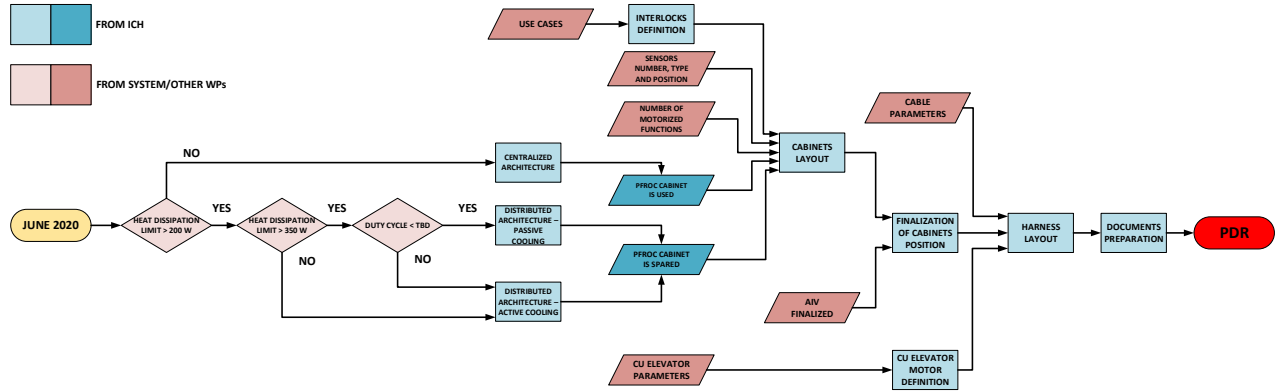 FROM ICH
FROM SYSTEM/OTHER WPs
USE CASES
INTERLOCKS
DEFINITION
SENSORS
NUMBER, TYPE
AND POSITION
NUMBER OF
MOTORIZED
FUNCTIONS
CABLE
PARAMETERS
NO
CENTRALIZED
ARCHITECTURE
CABINETS
LAYOUT
PFROC CABINET
IS USED
JUNE 2020
HEAT DISSIPATION
LIMIT > 200 W
YES
HEAT DISSIPATION
LIMIT > 350 W
YES
DUTY CYCLE < TBD
YES
DISTRIBUTED
ARCHITECTURE –
PASSIVE
COOLING
FINALIZATION
OF CABINETS
POSITION
HARNESS
LAYOUT
DOCUMENTS
PREPARATION
PDR
NO
NO
PFROC CABINET
IS SPARED
DISTRIBUTED
ARCHITECTURE –
ACTIVE COOLING
AIV
FINALIZED
CU ELEVATOR
PARAMETERS
CU ELEVATOR
MOTOR
DEFINITION